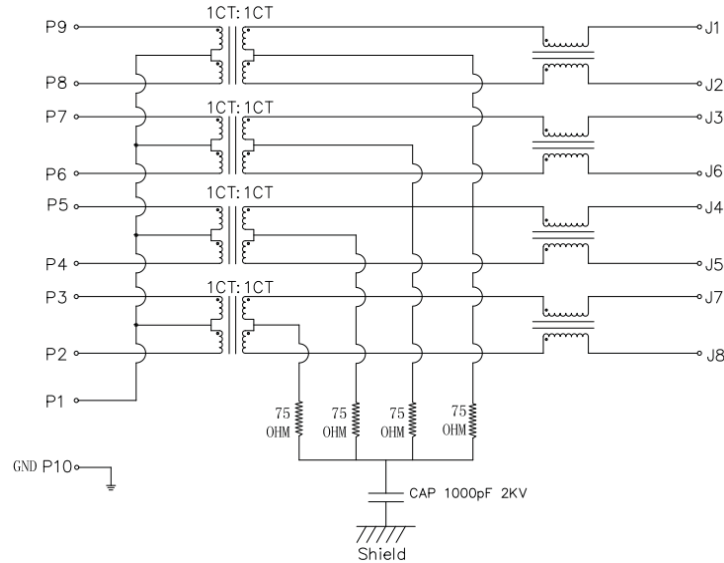 1CT:1CT
P9
J1
P8
J2
1CT:1CT
P7
J3
P6
J6
1CT:1CT
P5
J4
P4
J5
1CT:1CT
P3
J7
P2
J8
P1
75 OHM
75 OHM
75 OHM
75 OHM
GND P10
CAP 1000pF 2KV
Shield